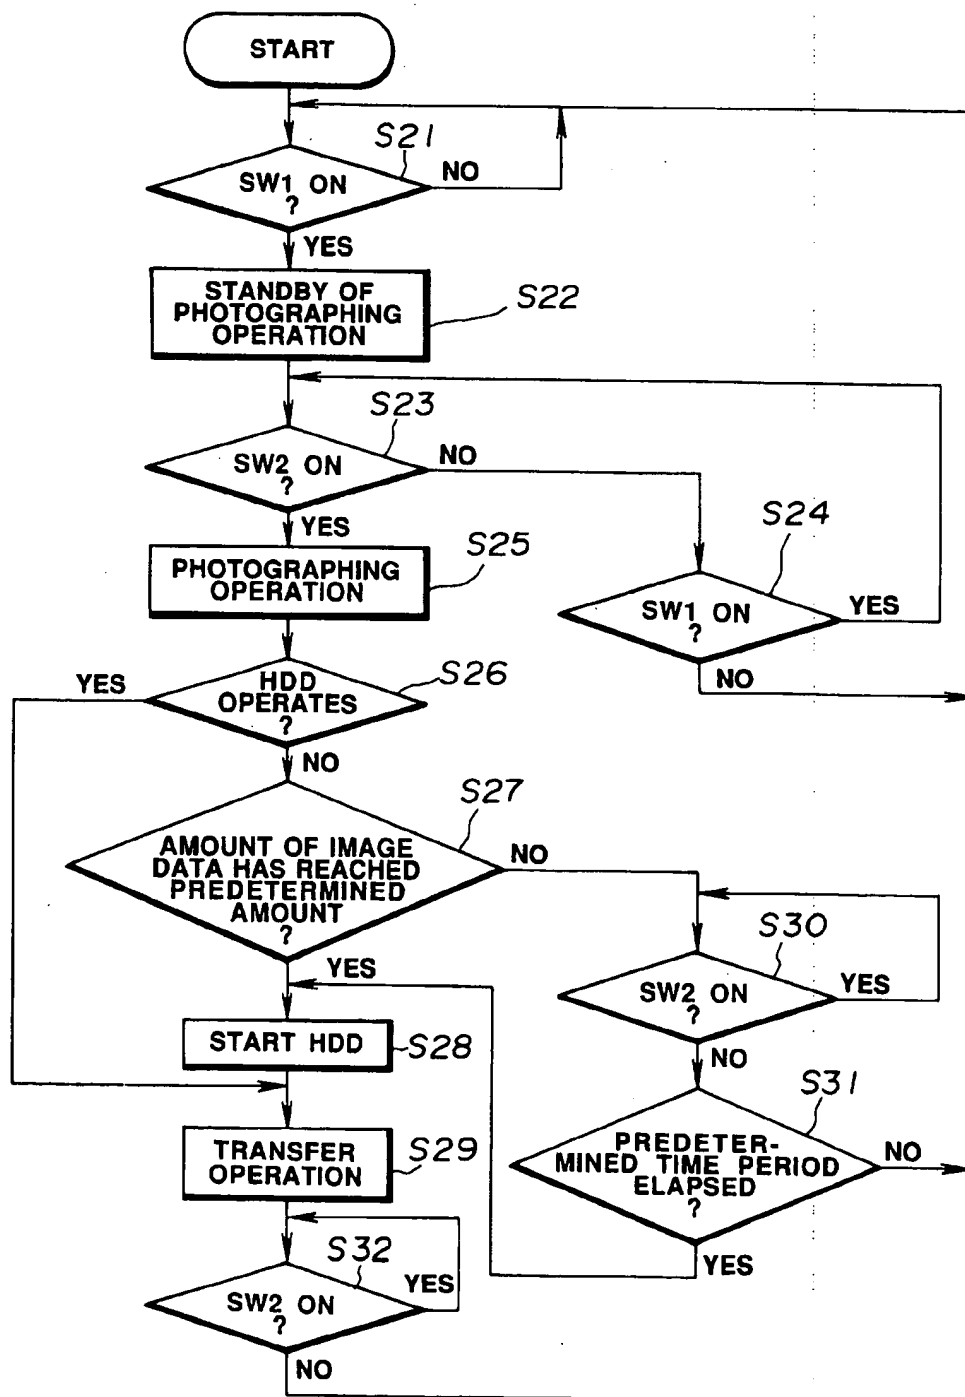 START
S21
SW1 ON
?
NO
YES
STANDBY OF
PHOTOGRAPHING
OPERATION
S22
S23
SW2 ON
?
NO
YES
S24
SW1 ON
?
YES
NO
S25
PHOTOGRAPHING
OPERATION
S26
YES
HDD
OPERATES
?
NO
S27
AMOUNT OF IMAGE
DATA HAS REACHED
PREDETERMINED
AMOUNT
?
NO
YES
S30
SW2 ON
?
YES
NO
START HDD
S28
S31
PREDETER-
MINED TIME PERIOD
ELAPSED
?
NO
YES
TRANSFER
OPERATION
S29
S32
SW2 ON
?
YES
NO